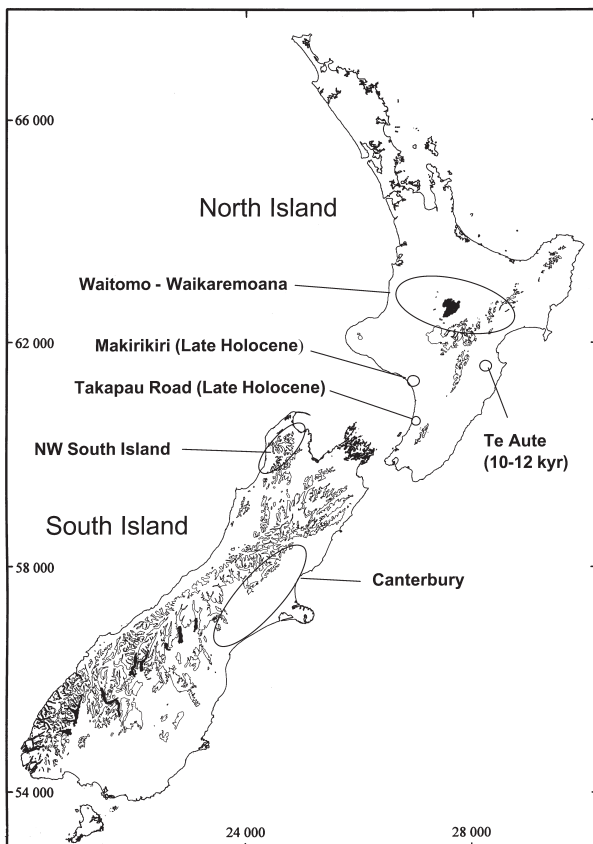 66 000
North Island
Waitomo - Waikaremoana
62 000
Makirikiri (Late Holocene)
Takapau Road (Late Holocene)
Te Aute
(10-12 kyr)
NW South Island
South Island
58 000
Canterbury
54 000
24 000
28 000